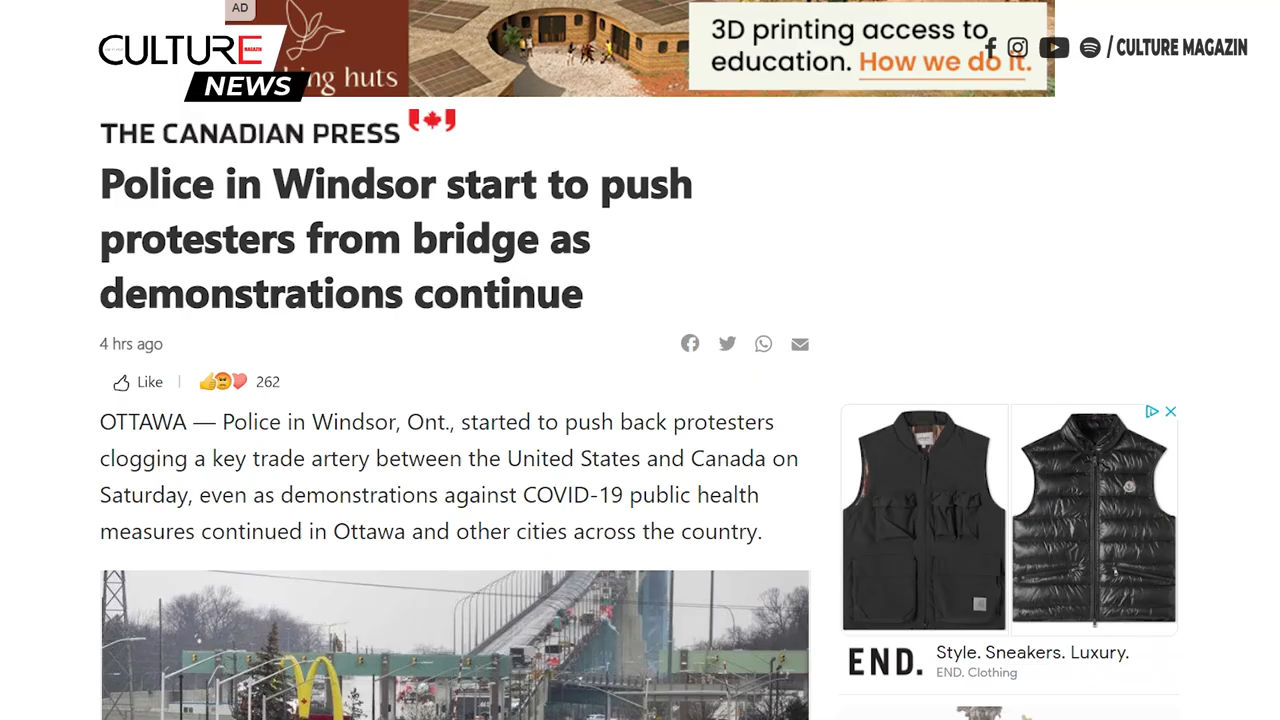 AD
CULTURE
MAGAZIN
NEWS
king huts
3D printing access to
education. How we do it.
/ CULTURE MAGAZIN
THE CANADIAN PRESS
Police in Windsor start to push
protesters from bridge as
demonstrations continue
4 hrs ago
Like
262
OTTAWA — Police in Windsor, Ont., started to push back protesters
clogging a key trade artery between the United States and Canada on
Saturday, even as demonstrations against COVID-19 public health
measures continued in Ottawa and other cities across the country.
END. Style. Sneakers. Luxury.
END. Clothing